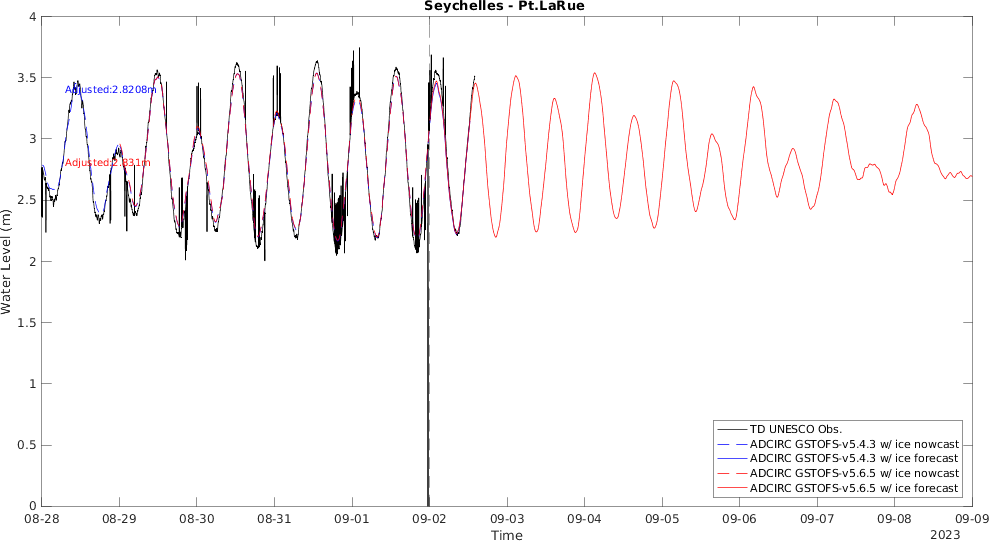 Seychelles - Pt.LaRue
4
3.5
3
2.5
2
1.5
1
0.5
0
Water Level (m)
Adjusted:2.8208m
Adjusted:2.831m
TD UNESCO Obs.
ADCIRC GSTOFS-v5.4.3 w/ ice nowcast
ADCIRC GSTOFS-v5.4.3 w/ ice forecast
ADCIRC GSTOFS-v5.6.5 w/ ice nowcast
ADCIRC GSTOFS-v5.6.5 w/ ice forecast
08-28 08-29 08-30 08-31 09-01 09-02 09-03 09-04 09-05 09-06 09-07 09-08 09-09
Time
2023